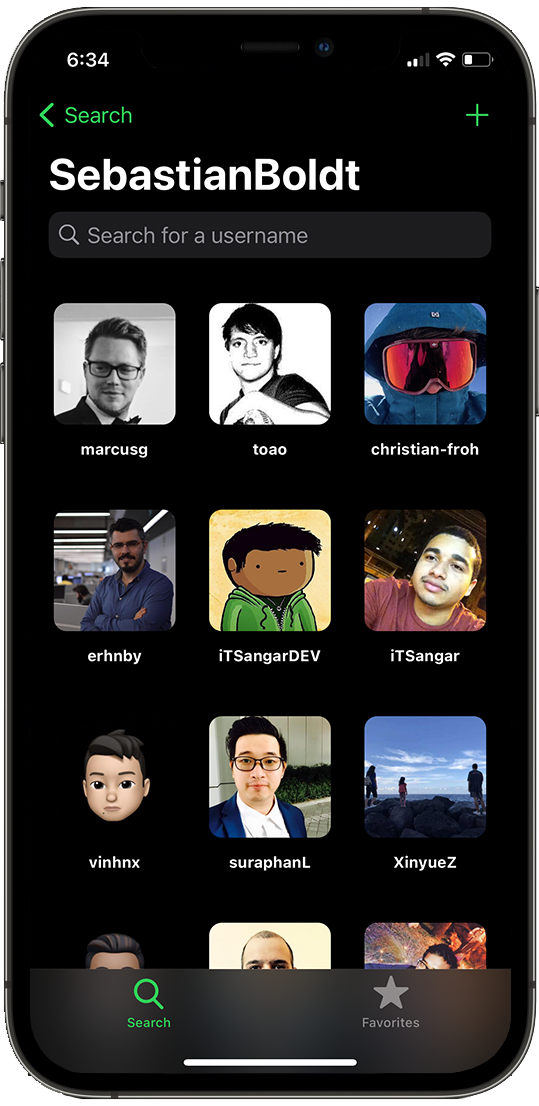 6:34
Search
SebastianBoldt
Search for a username
marcusg
toao
christian-froh
erhnby
iTSangarDEV
iTSangar
vinhnx
suraphanL
XinyueZ
Search
Favorites